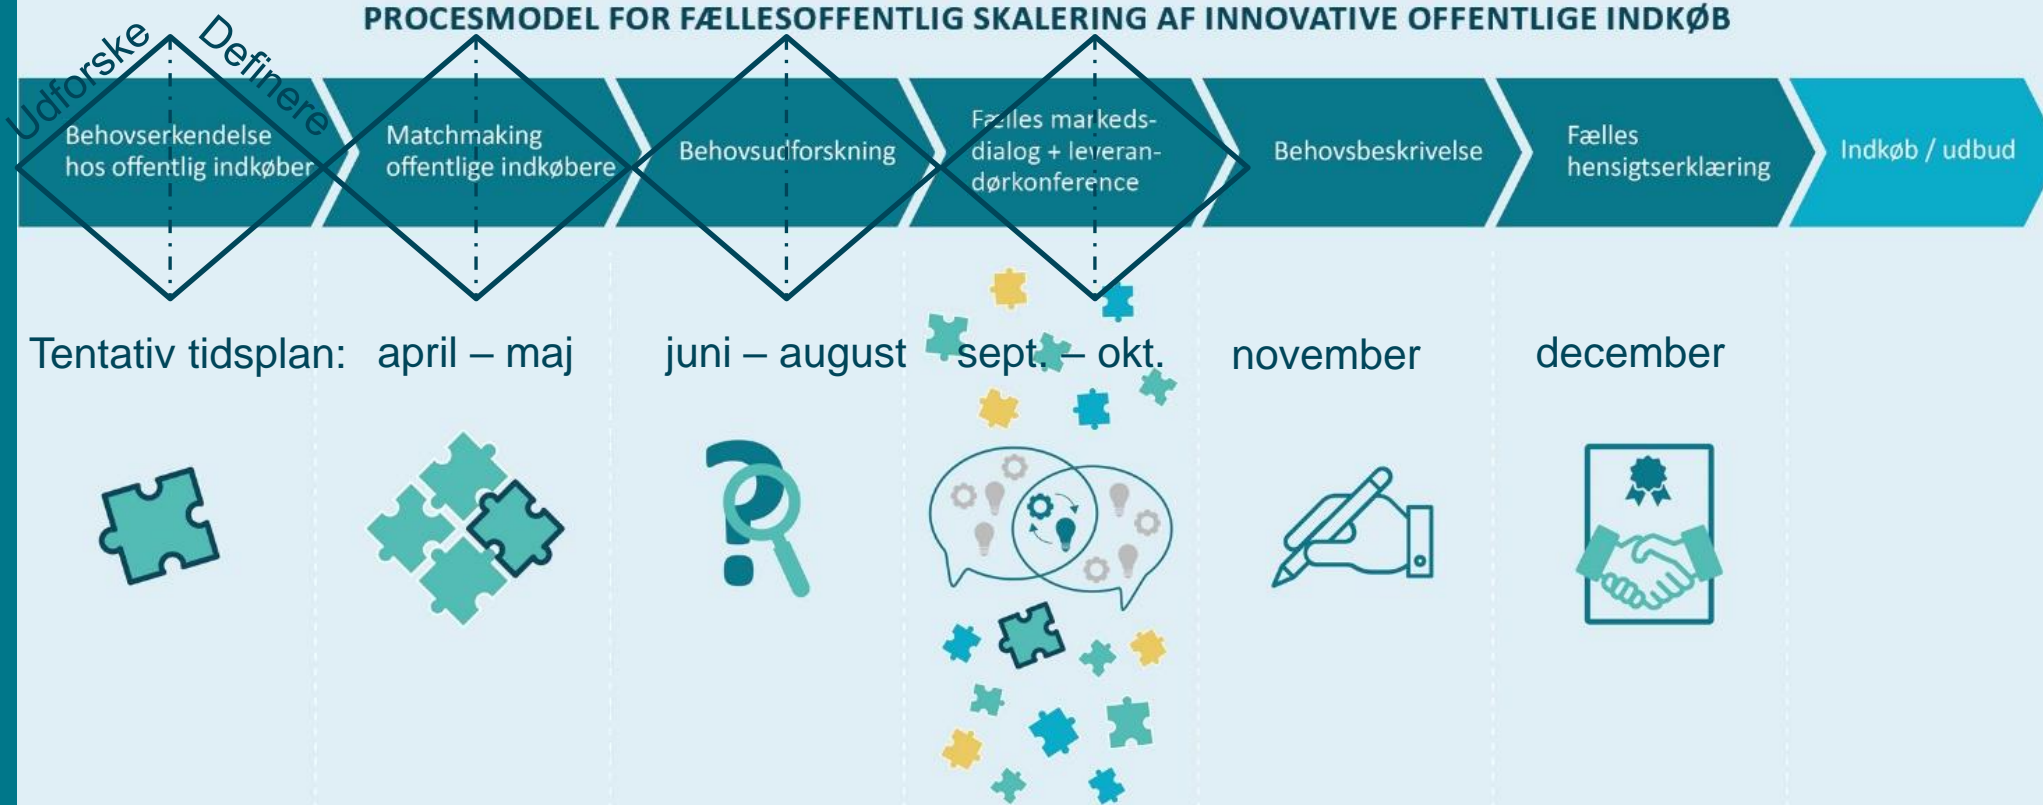 PROCESMODEL FOR FÆLLESOFFENTLIG SKALERING AF INNOVATIVE OFFENTLIGE INDKØB
Udforske
Definere
Behovserkendelse
hos offentlig indkøber
Matchmaking
offentlige indkøbere
Behovsudforskning
Fælles markeds-
dialog + leveran-
dørkonference
Behovsbeskrivelse
Fælles
hensigtserklæring
Indkøb / udbud
Tentativ tidsplan:
april – maj
juni – august
sept. – okt.
november
december